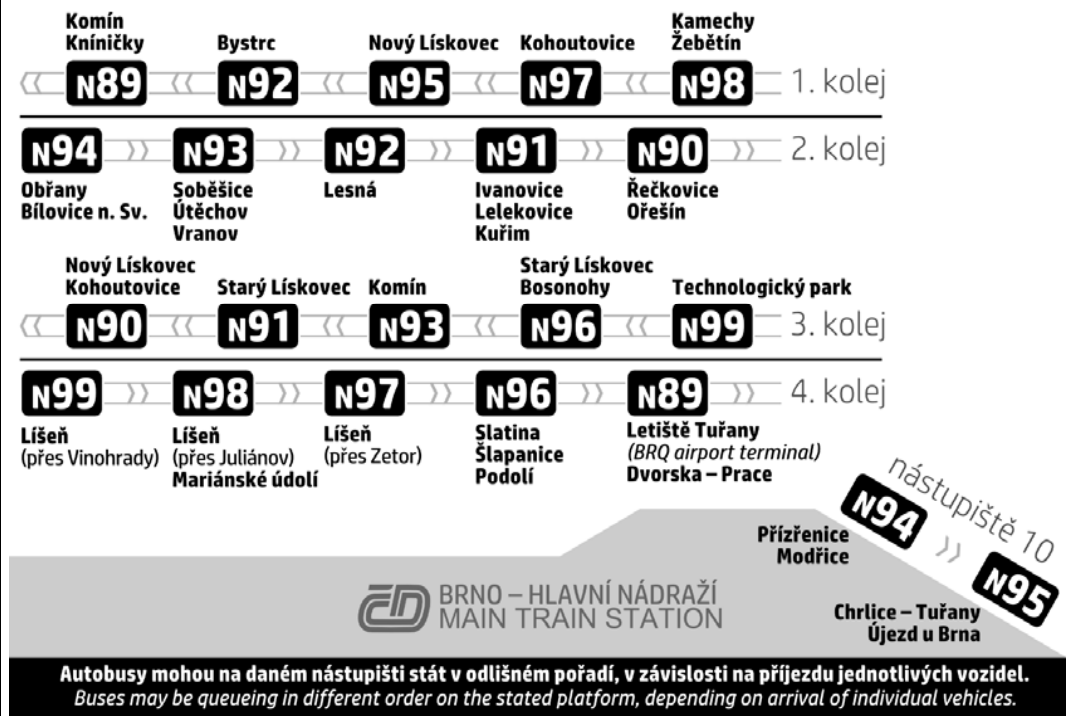 Komín
Kníničky
Bystrc
Nový Lískovec
Kohoutovice
Kamechy
Žebětín
N89
N92
N95
N97
N98
1. kolej
N94
N93
N92
N91
N90
2. kolej
Obřany
Bílovice n. Sv.
Soběšice
Útěchov
Vranov
Lesná
Ivanovice
Lelekovice
Kuřim
Řečkovice
Ořešín
Nový Lískovec
Kohoutovice
Starý Lískovec
Komín
Starý Lískovec
Bosonohy
Technologický park
N90
N91
N93
N96
N99
3. kolej
N99
N98
N97
N96
N89
4. kolej
Líšeň
(přes Vinohrady)
Líšeň
(přes Juliánov)
Mariánské údolí
Líšeň
(přes Zetor)
Slatina
Šlapanice
Podolí
Letiště Tuřany
(BRQ airport terminal)
Dvorska – Prace
nástupiště 10
N94
N95
Přízřenice
Modřice
Chrlice – Tuřany
Újezd u Brna
ČD
BRNO – HLAVNÍ NÁDRAŽÍ
MAIN TRAIN STATION
Autobusy mohou na daném nástupišti stát v odlišném pořadí, v závislosti na příjezdu jednotlivých vozidel.
Buses may be queueing in different order on the stated platform, depending on arrival of individual vehicles.